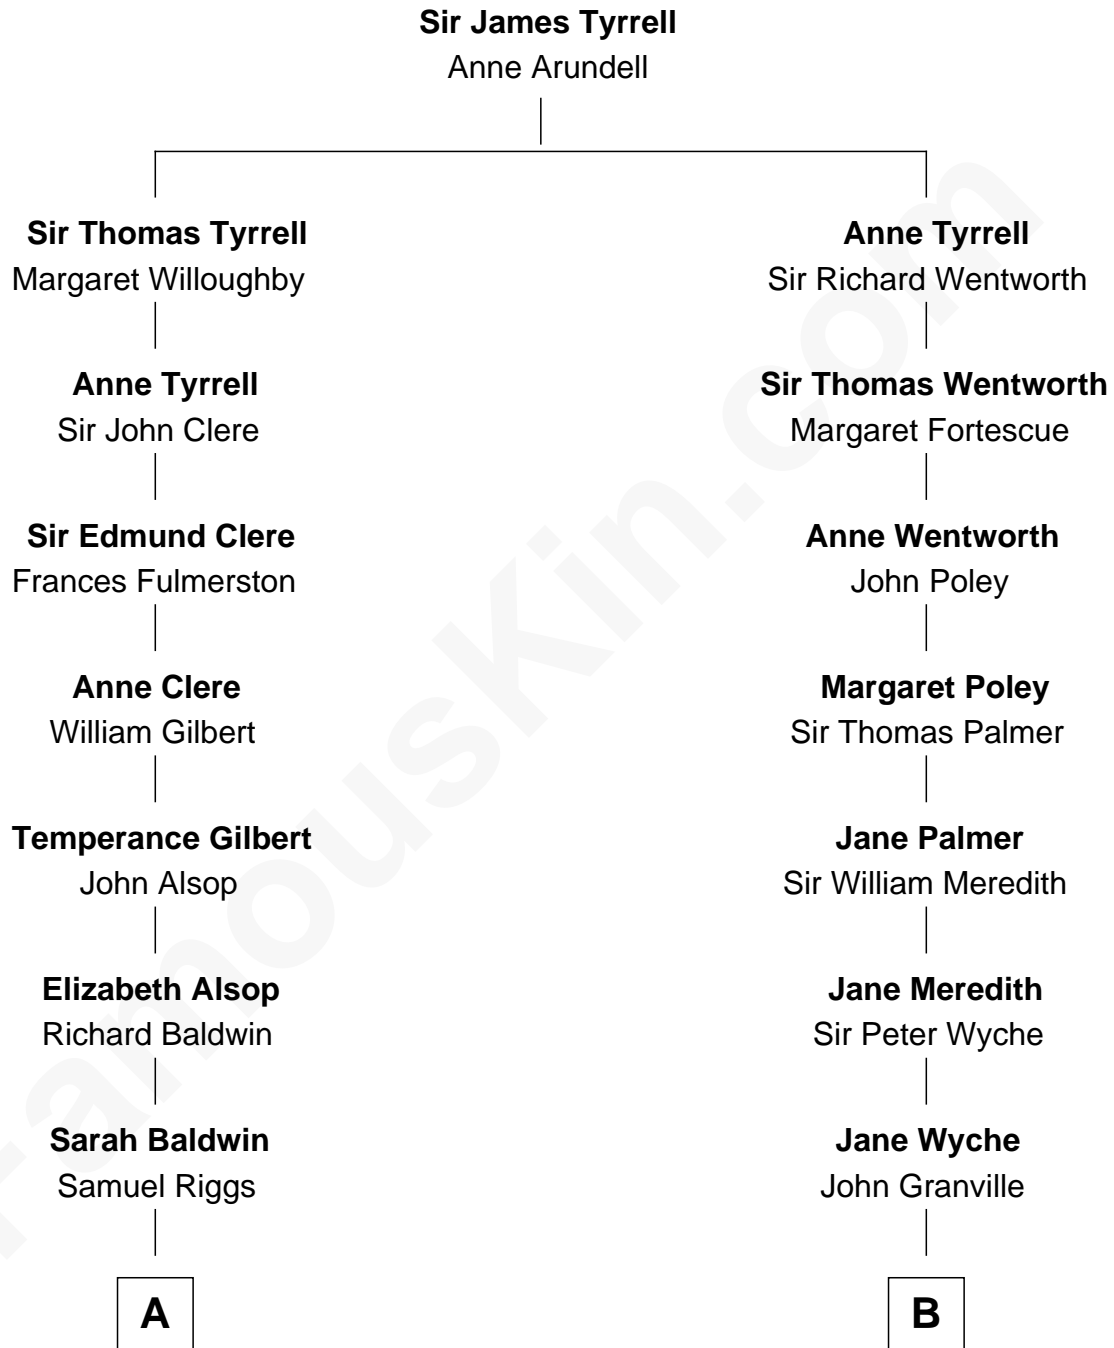 Sir James Tyrrell
Anne Arundell
Sir Thomas Tyrrell
Margaret Willoughby
Anne Tyrrell
Sir Richard Wentworth
Anne Tyrrell
Sir John Clere
Sir Thomas Wentworth
Margaret Fortescue
Sir Edmund Clere
Frances Fulmerston
Anne Wentworth
John Poley
Anne Clere
William Gilbert
Margaret Poley
Sir Thomas Palmer
Temperance Gilbert
John Alsop
Jane Palmer
Sir William Meredith
Elizabeth Alsop
Richard Baldwin
Jane Meredith
Sir Peter Wyche
Sarah Baldwin
Samuel Riggs
Jane Wyche
John Granville
A
B
FamousKin.com